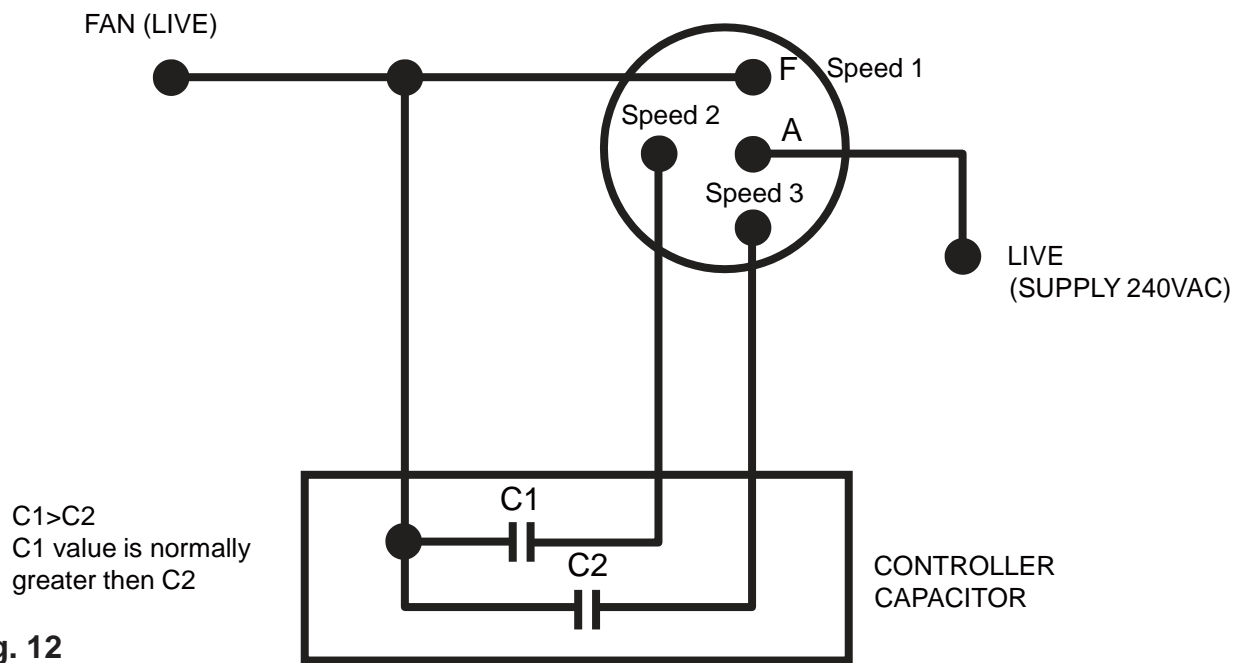 FAN (LIVE)
F
Speed 1
Speed 2
A
Speed 3
LIVE
(SUPPLY 240VAC)
C1
C1>C2
C1 value is normally
greater then C2
C2
CONTROLLER
CAPACITOR
g. 12